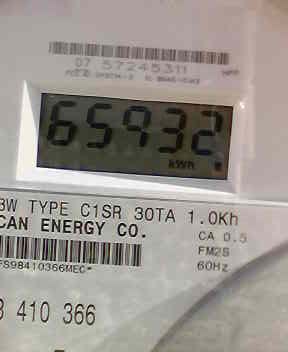 07 57245311
65932
kWh
3W TYPE C1SR 30TA 1.0Kh
CAN ENERGY CO.
CA 0.5
FM2S
FS98410366MEC*
60Hz
410 366